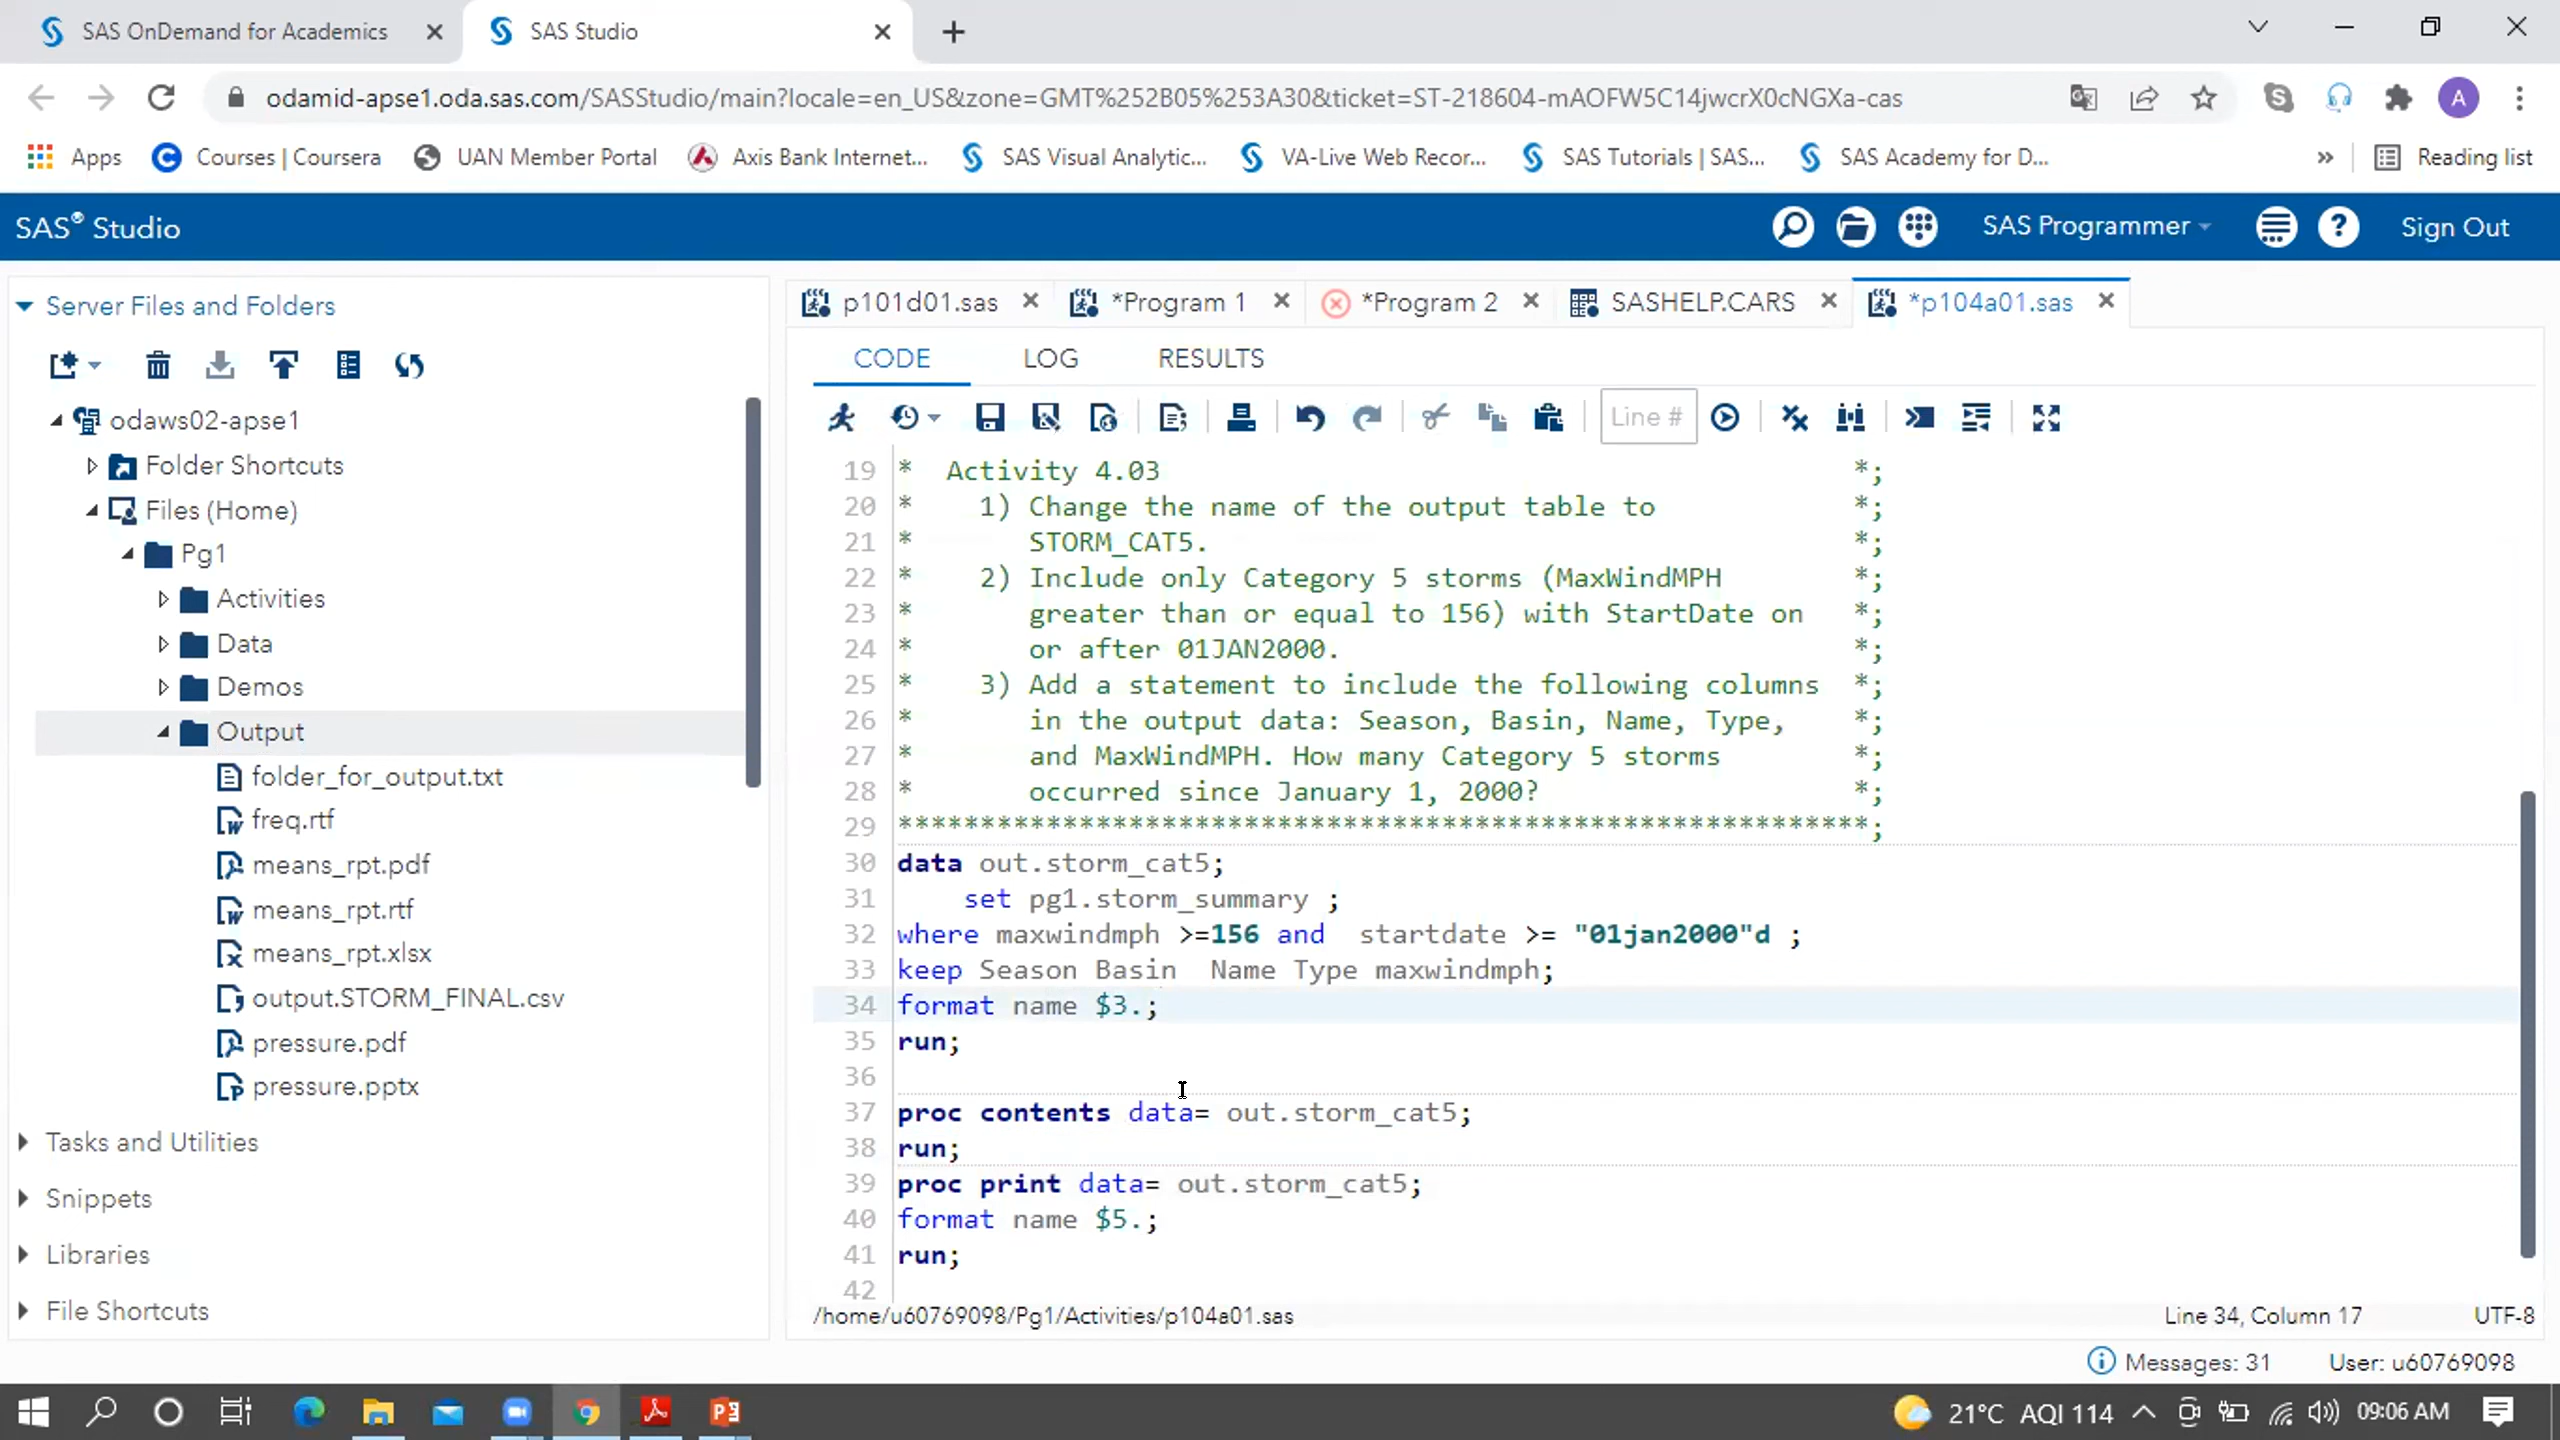 SAS OnDemand for Academics
SAS Studio
odamid-apse1.oda.sas.com/SASStudio/main?locale=en_US&zone=GMT%252B05%253A30&ticket=ST-218604-mAOFW5C14jwcrX0cNGXa-cas
A
Apps
Courses | Coursera
UAN Member Portal
Axis Bank Internet...
SAS Visual Analytic...
VA-Live Web Recor...
SAS Tutorials | SAS...
SAS Academy for D...
»
Reading list
SAS® Studio
SAS Programmer
Sign Out
Server Files and Folders
odaws02-apse1
Folder Shortcuts
Files (Home)
Pg1
Activities
Data
Demos
Output
folder_for_output.txt
freq.rtf
means_rpt.pdf
means_rpt.rtf
means_rpt.xlsx
output.STORM_FINAL.csv
pressure.pdf
pressure.pptx
Tasks and Utilities
Snippets
Libraries
File Shortcuts
p101d01.sas
*Program 1
*Program 2
SASHELP.CARS
*p104a01.sas
CODE
LOG
RESULTS
Line #
19 * Activity 4.03 *;
20 * 1) Change the name of the output table to *;
21 * STORM_CAT5. *;
22 * 2) Include only Category 5 storms (MaxWindMPH *;
23 * greater than or equal to 156) with StartDate on *;
24 * or after 01JAN2000. *;
25 * 3) Add a statement to include the following columns *;
26 * in the output data: Season, Basin, Name, Type, *;
27 * and MaxWindMPH. How many Category 5 storms *;
28 * occurred since January 1, 2000? *;
29 ***********************************************************;
30 data out.storm_cat5;
31 set pg1.storm_summary ;
32 where maxwindmph >=156 and startdate >= "01jan2000"d ;
33 keep Season Basin Name Type maxwindmph;
34 format name $3.;
35 run;
36
37 proc contents data= out.storm_cat5;
38 run;
39 proc print data= out.storm_cat5;
40 format name $5.;
41 run;
42
/home/u60769098/Pg1/Activities/p104a01.sas
Line 34, Column 17
UTF-8
Messages: 31
User: u60769098
21°C AQI 114
09:06 AM